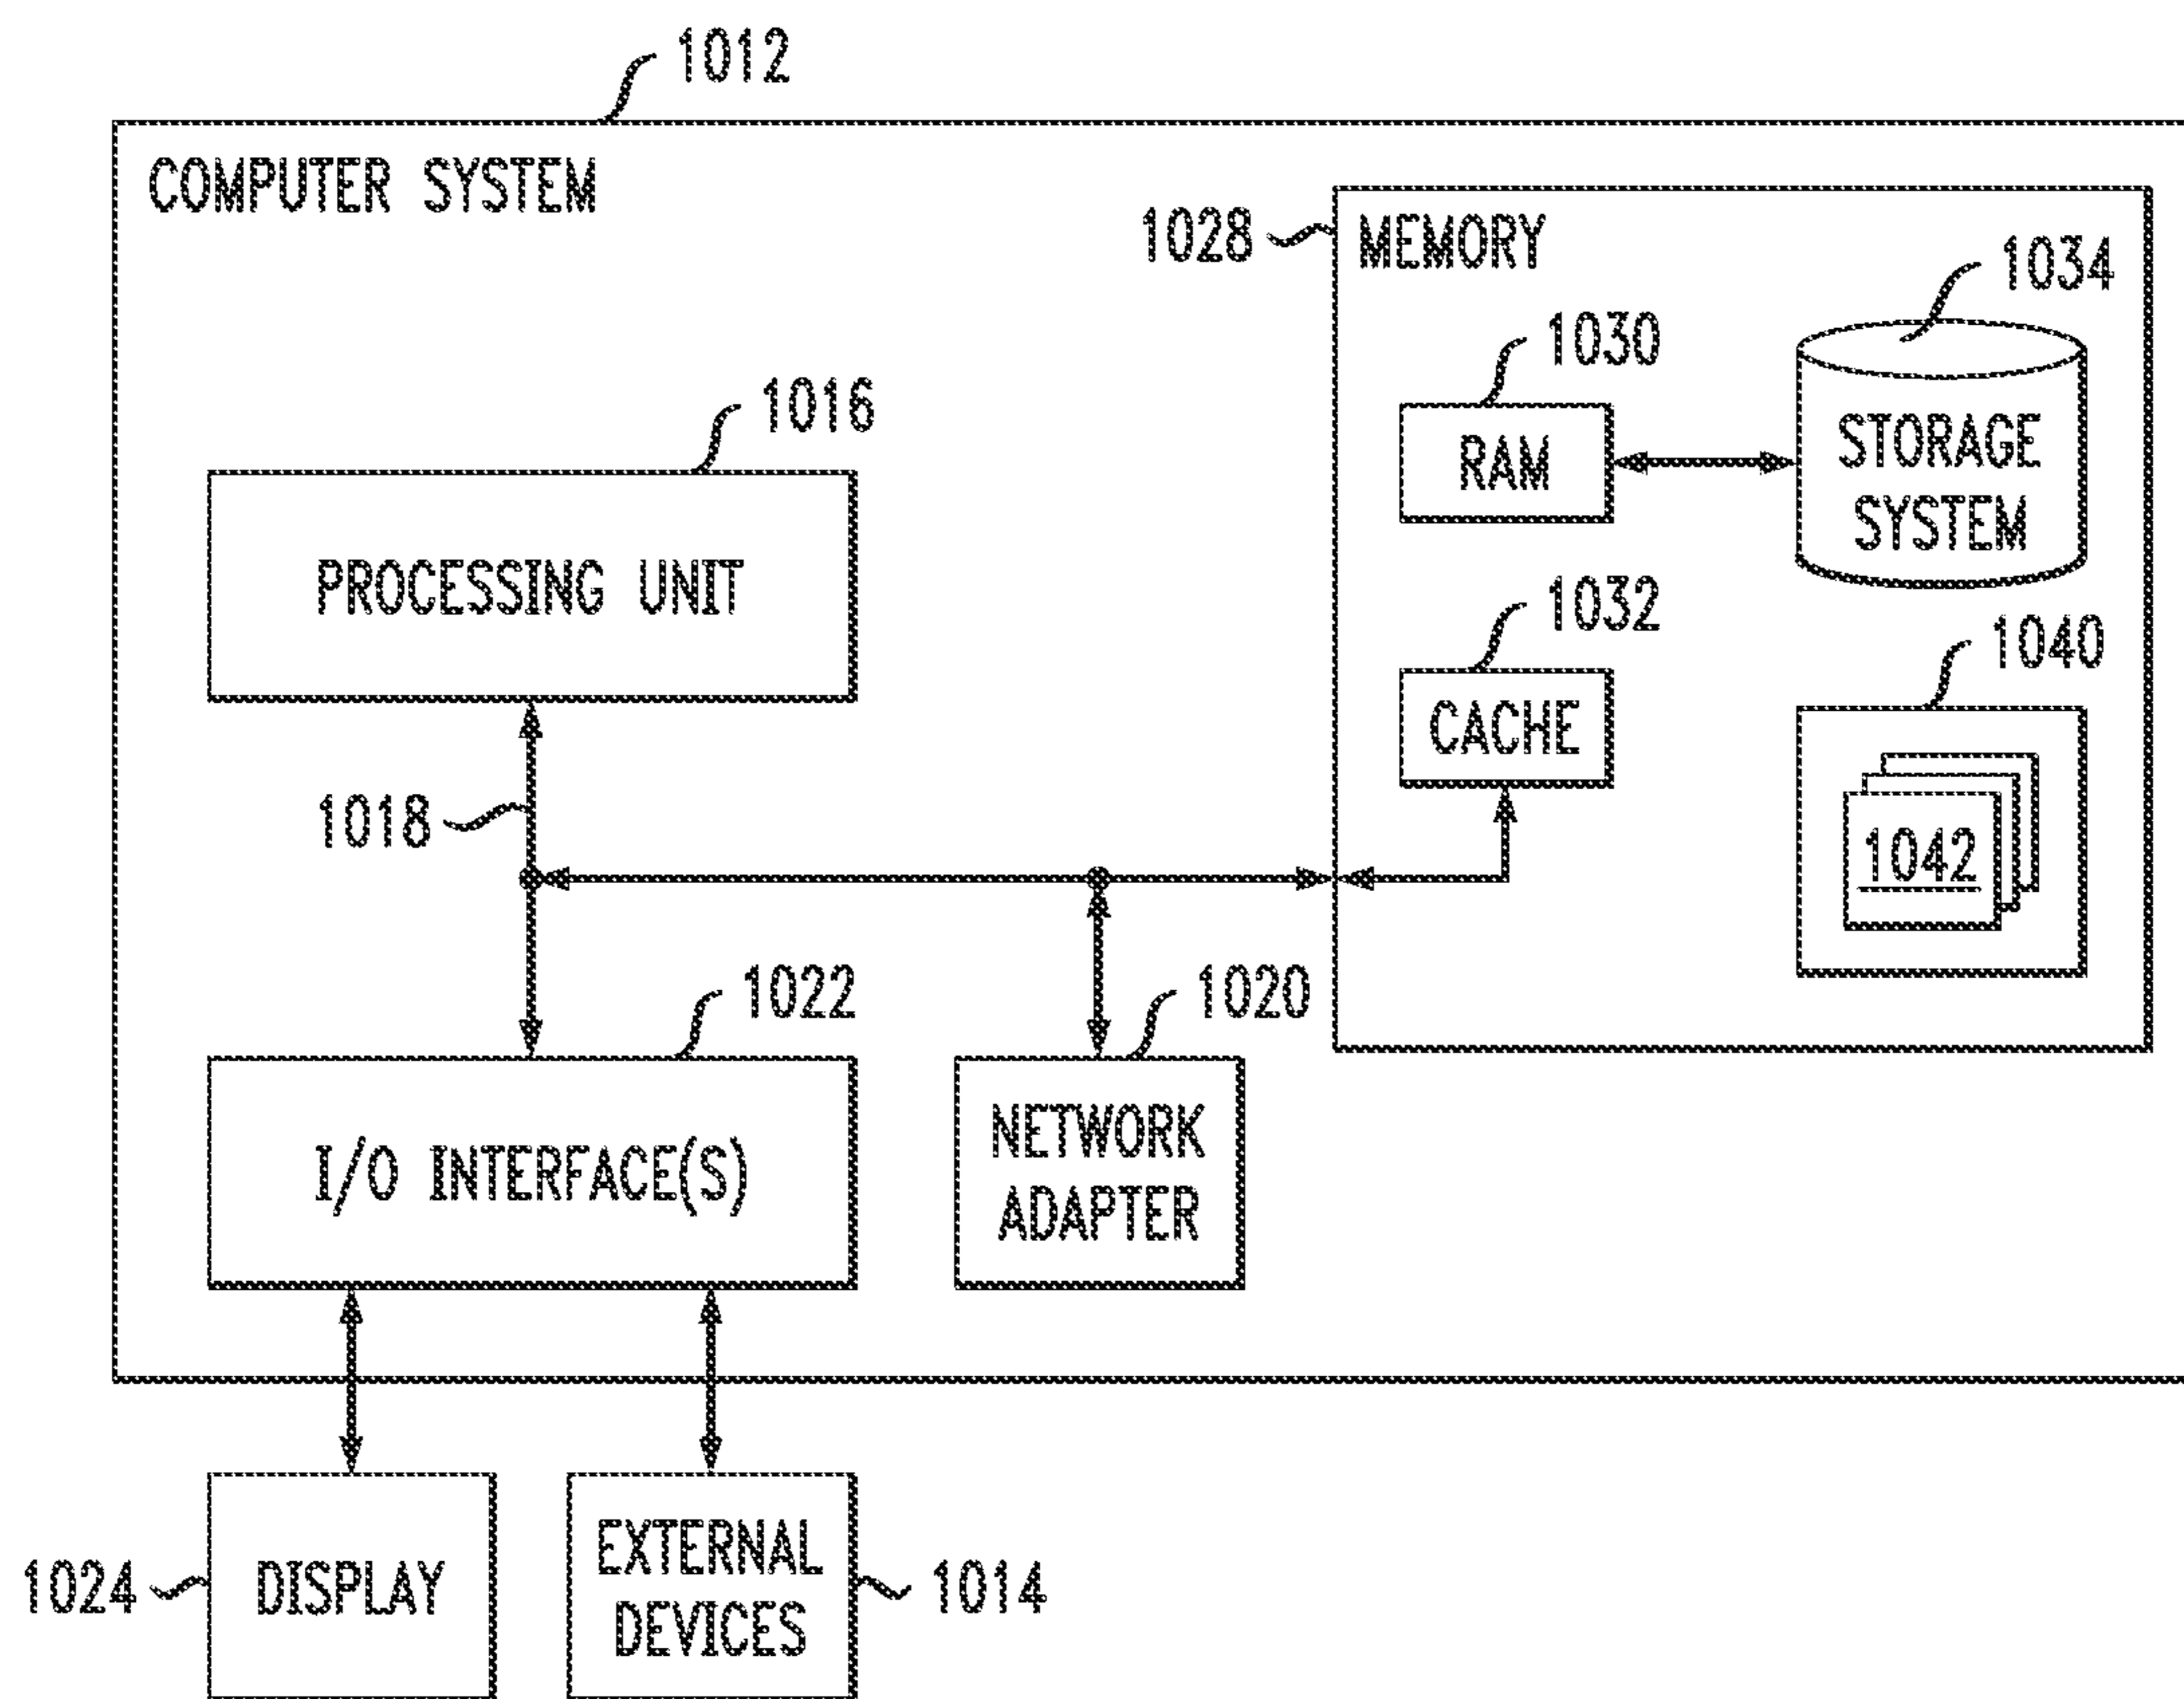 1012
COMPUTER SYSTEM
1028
MEMORY
1034
1030
RAM
STORAGE
SYSTEM
1016
PROCESSING UNIT
1032
CACHE
1040
1042
1018
1022
I/O INTERFACE(S)
1020
NETWORK
ADAPTER
1024
DISPLAY
EXTERNAL
DEVICES
1014